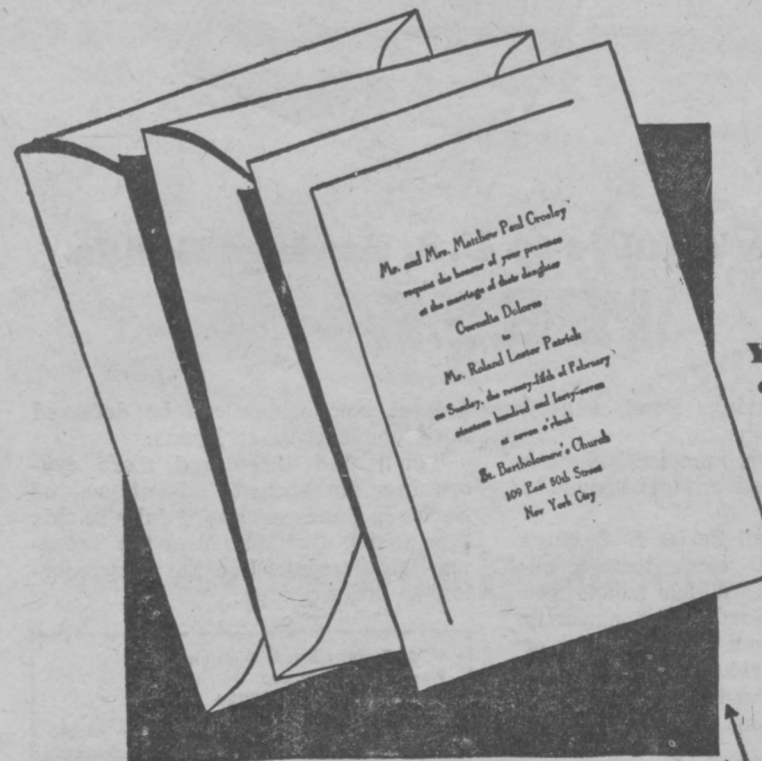 Mr. and Mrs. Matthew Paul Crosley
request the honour of your presence
at the marriage of their daughter
Cornelia Dolores
to
Mr. Roland Lester Patrick
on Sunday, the twenty-fifth of February
nineteen hundred and forty-seven
at seven o'clock
St. Bartholomew's Church
109 East 50th Street
New York City